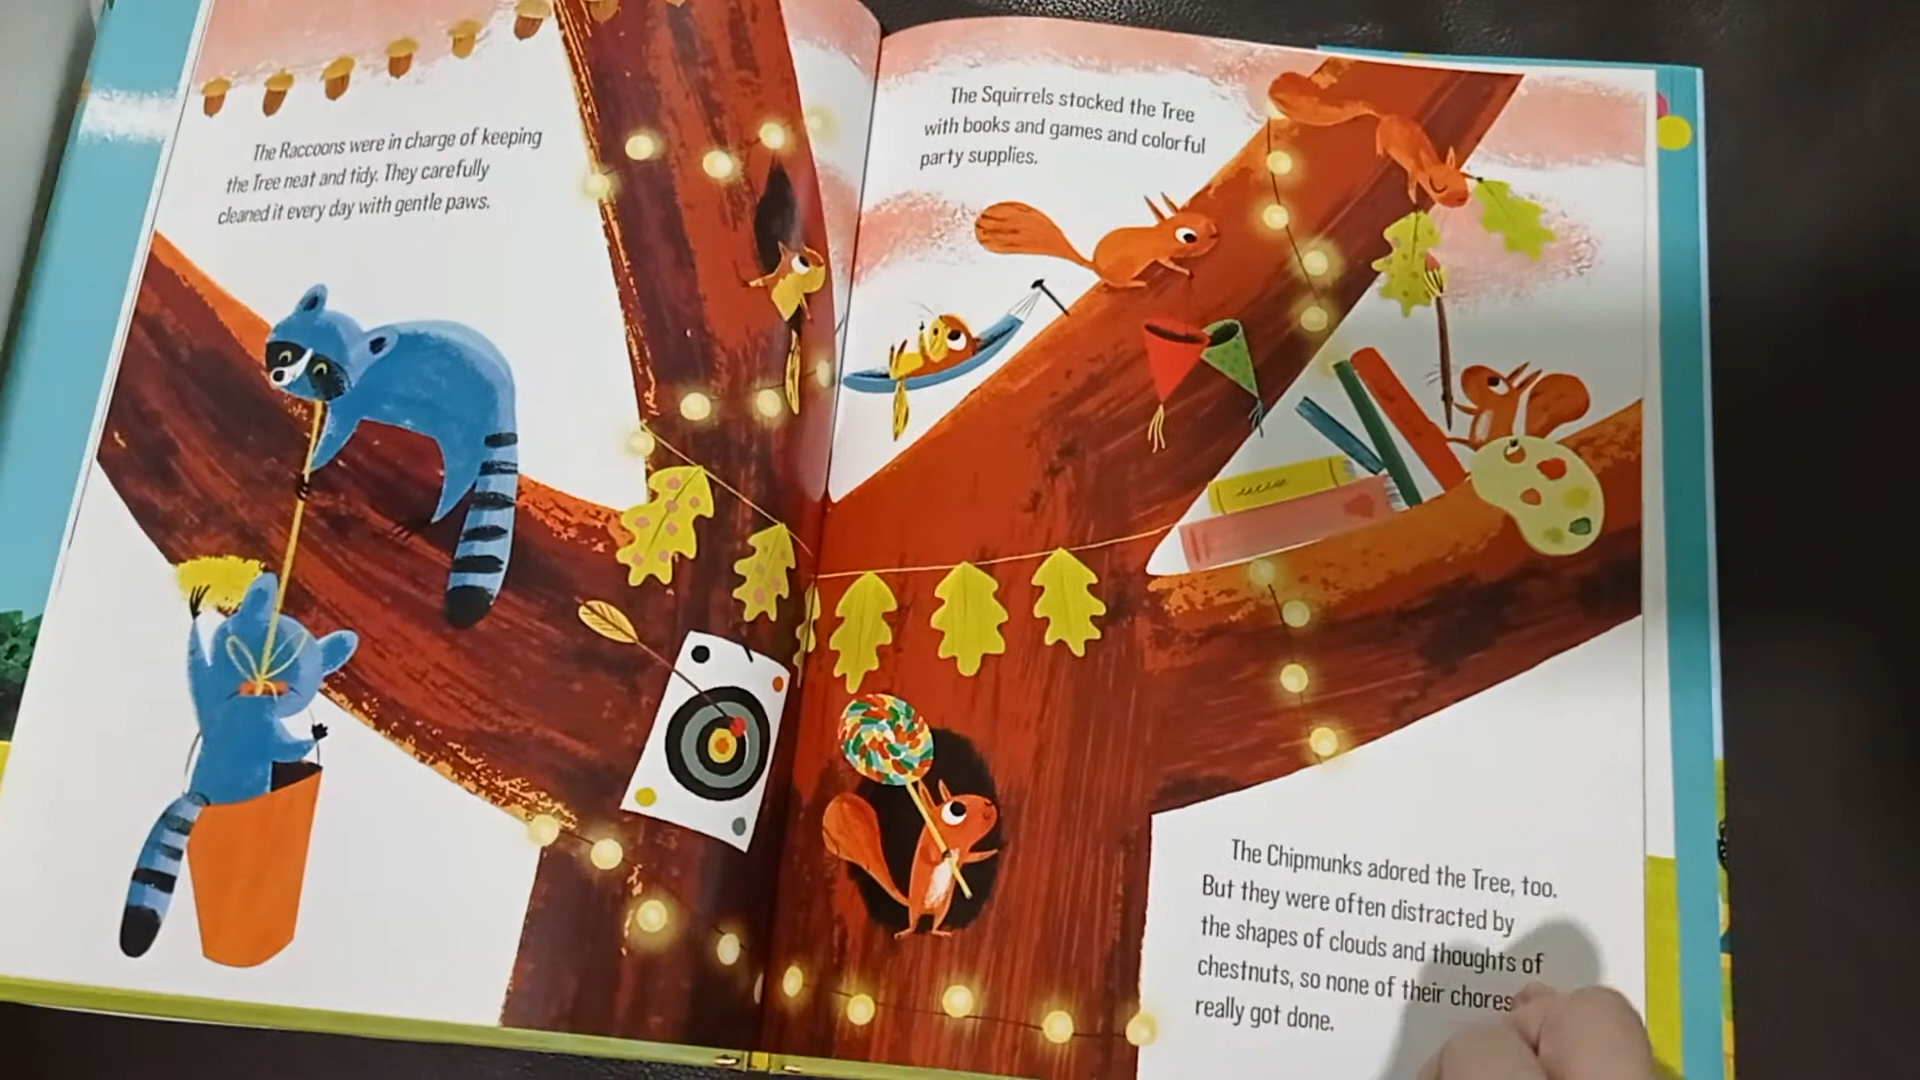 The Raccoons were in charge of keeping
the Tree neat and tidy. They carefully
cleaned it every day with gentle paws.
The Squirrels stocked the Tree
with books and games and colorful
party supplies.
The Chipmunks adored the Tree, too.
But they were often distracted by
the shapes of clouds and thoughts of
chestnuts, so none of their chores
really got done.